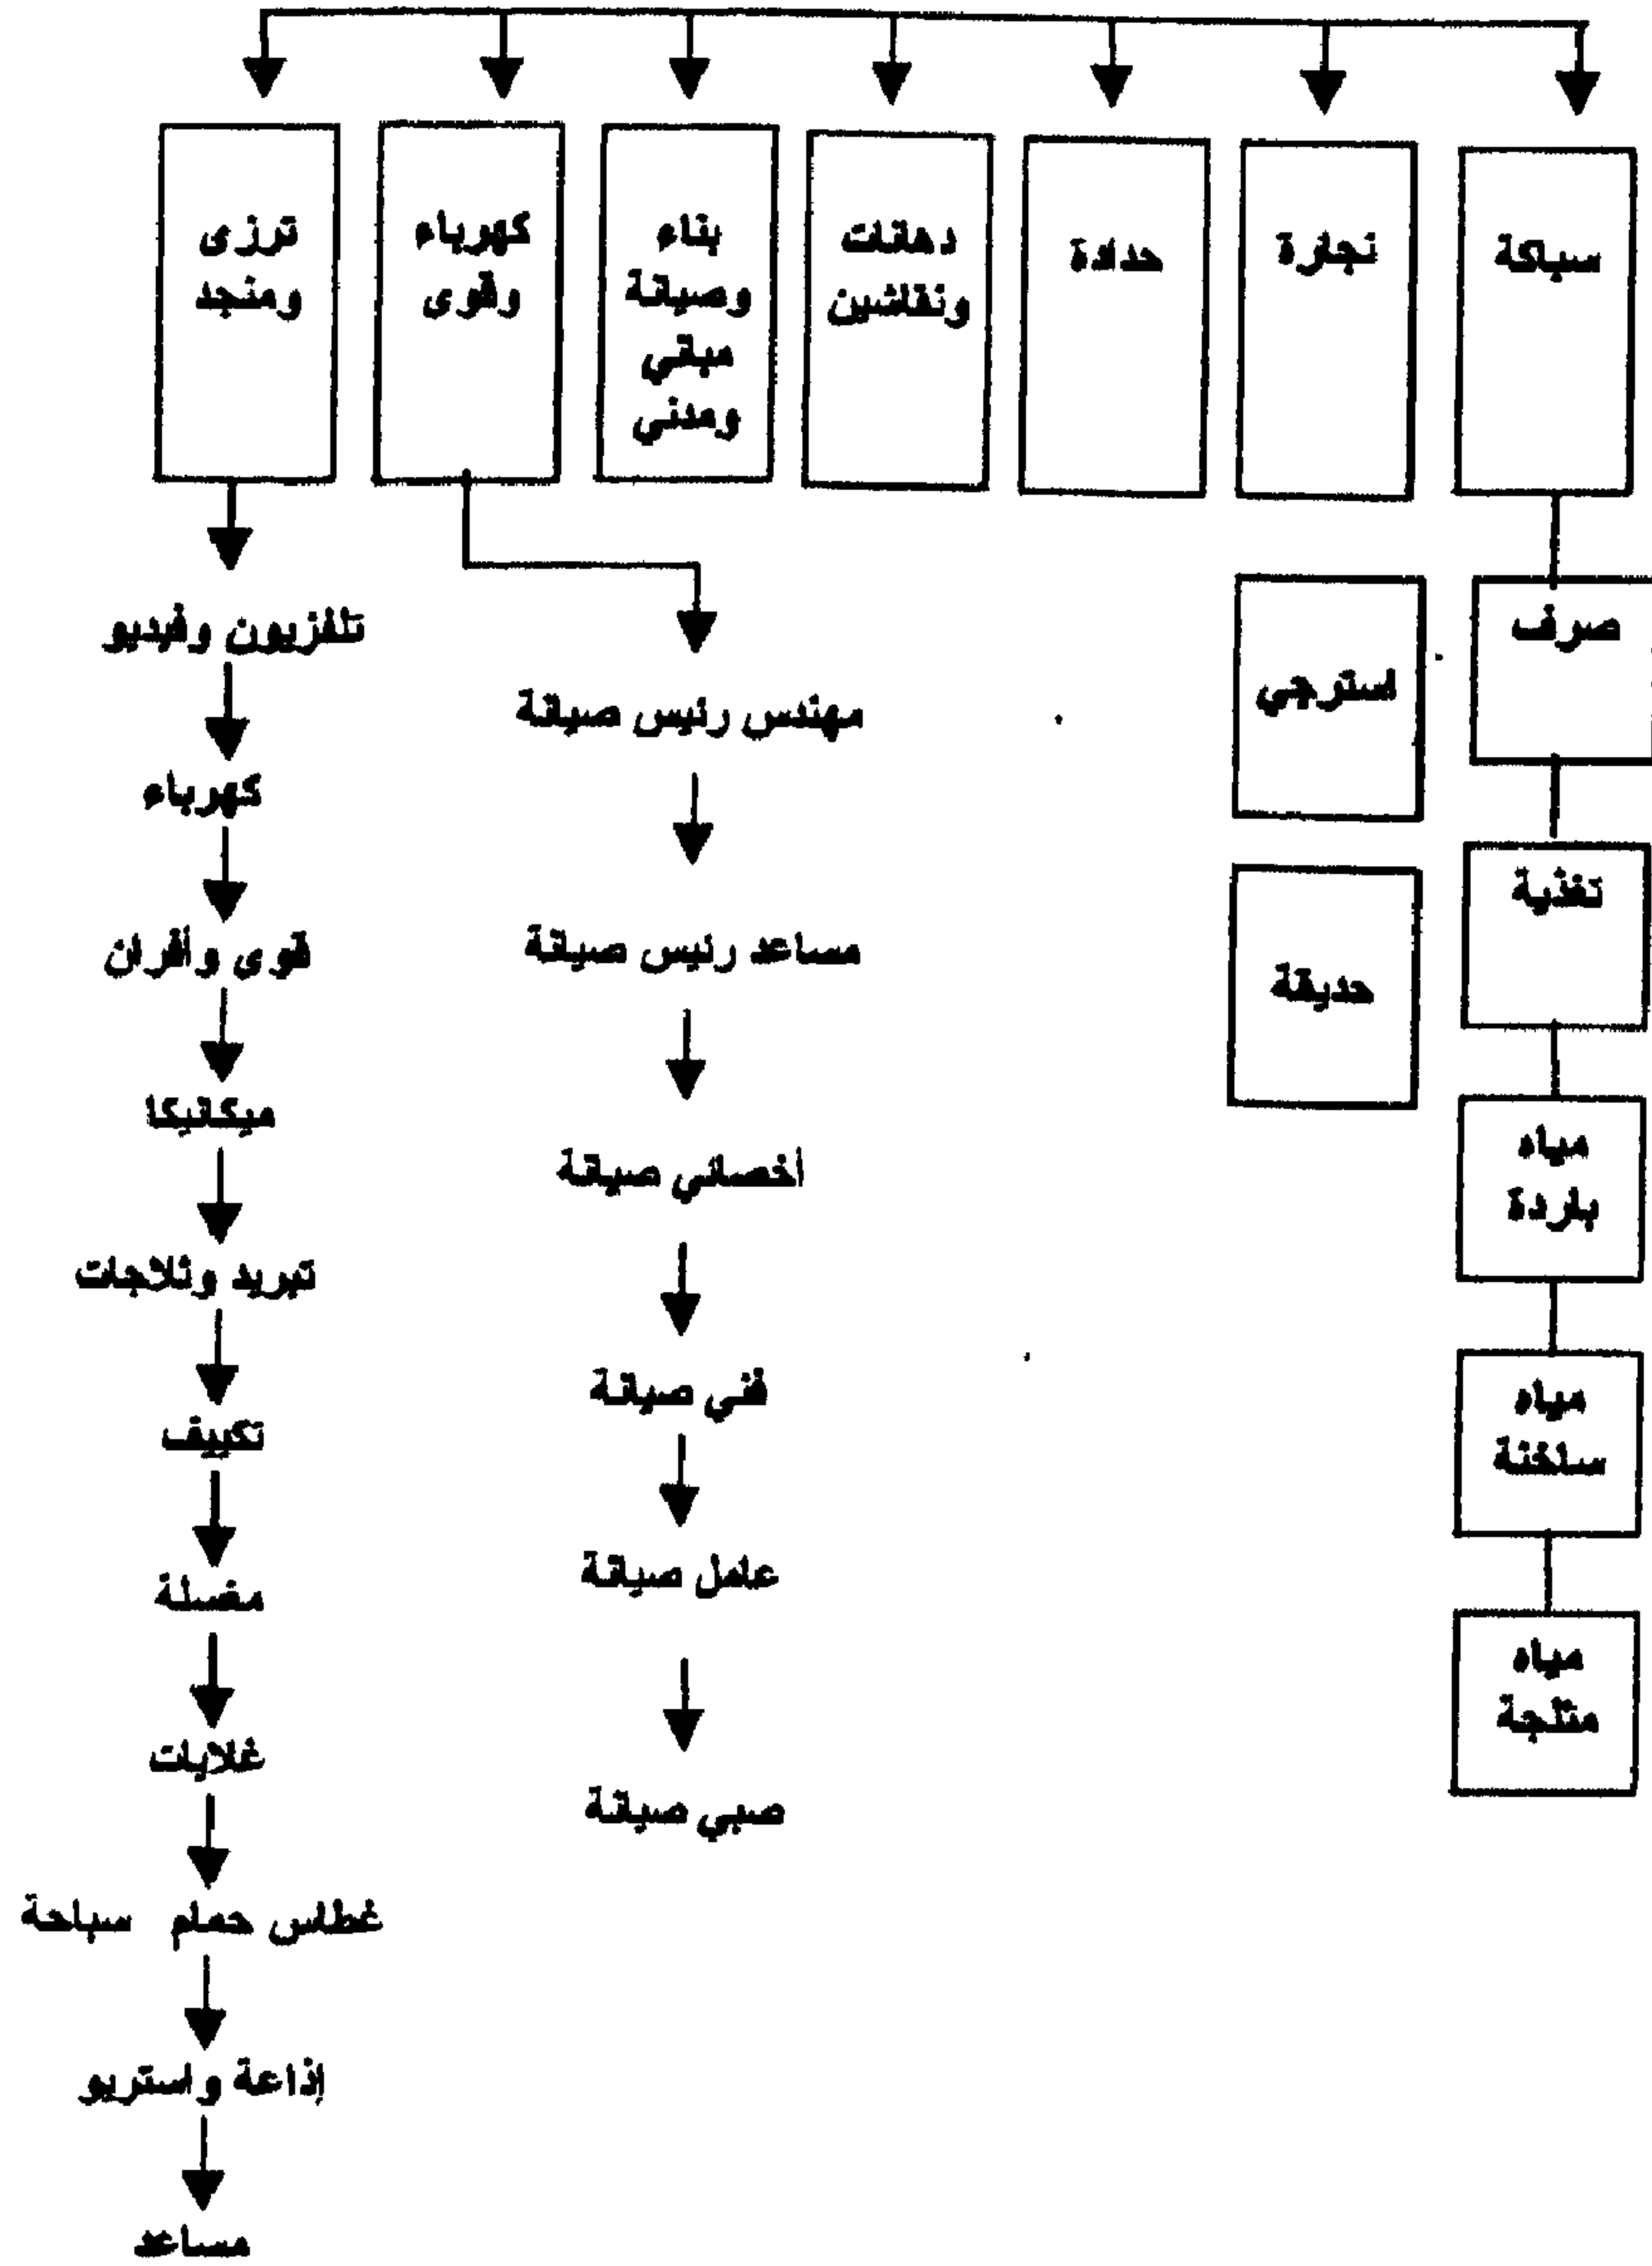 سباكة
نجارة
حدادة
دهانات
ونقاشين
بناء
وصيانة
مباني
ومدني
كهرباء
وقوى
ترزى
ومنجد
صرف
تغذية
مياه
باردة
مياه
ساخنة
مياه
مثلجة
استرجي
حديقة
مهندس رئيس صيانة
مساعد رئيس صيانة
أخصائي صيانة
فني صيانة
عامل صيانة
صبي صيانة
تلفزيون وفيديو
كهرباء
قوى وأفران
ميكانيكا
تبريد وثلاجات
تكييف
مغسلة
غلايات
غطاس حمام سباحة
إذاعة واستريو
مساعد